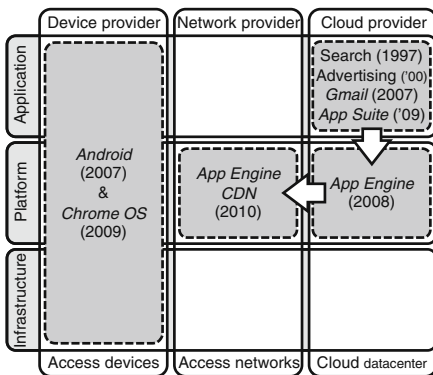 Device provider
Network provider
Cloud provider
Application
Search (1997)
Advertising ('00)
Gmail (2007)
App Suite ('09)
Platform
Android
(2007)
&
Chrome OS
(2009)
App Engine
CDN
(2010)
App Engine
(2008)
Infrastructure
Access devices
Access networks
Cloud datacenter